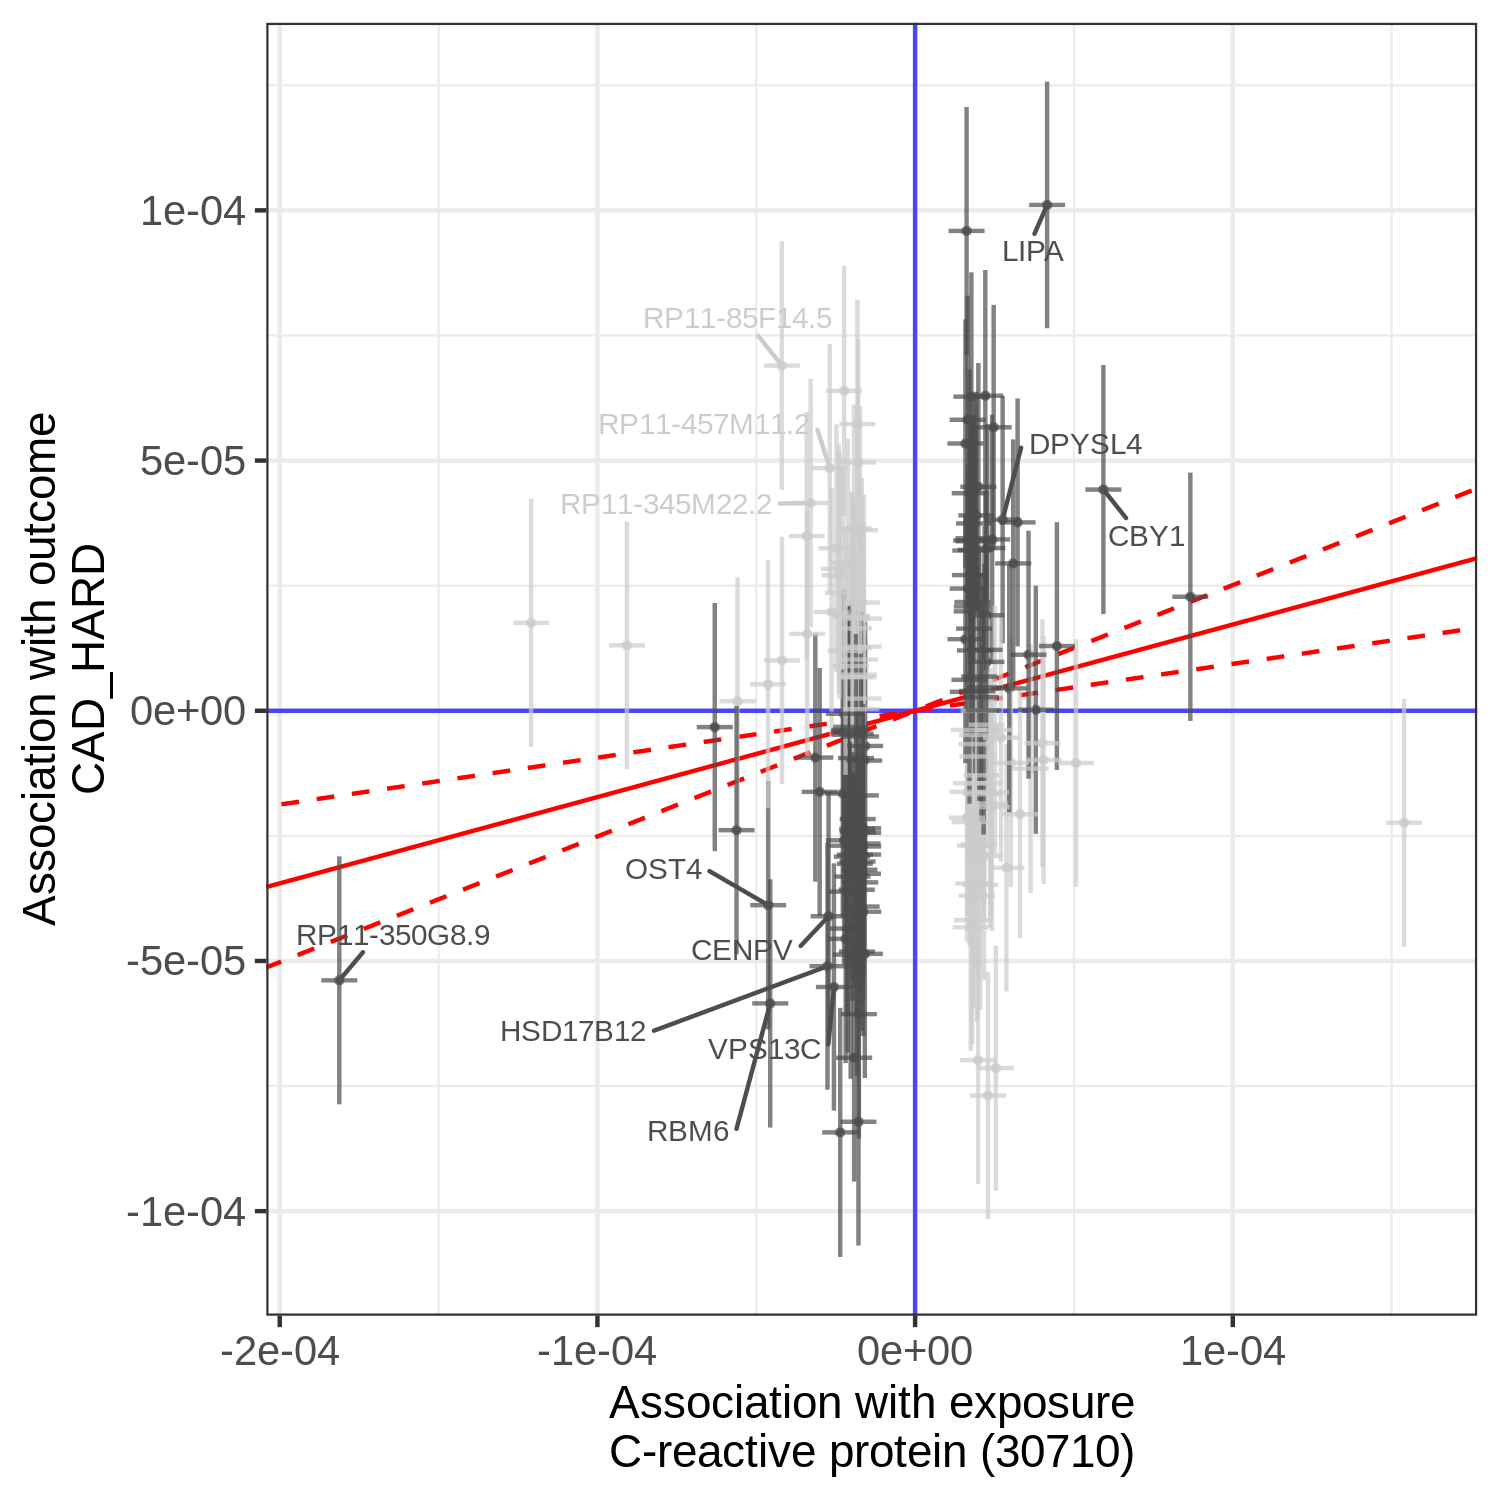 1e-04
5e-05
0e+00
-5e-05
-1e-04
-2e-04
-1e-04
0e+00
1e-04
Association with outcome
CAD_HARD
Association with exposure
C-reactive protein (30710)
LIPA
RP11-85F14.5
RP11-457M11.2
DPYSL4
RP11-345M22.2
CBY1
OST4
RP11-350G8.9
CENPV
HSD17B12
VPS13C
RBM6